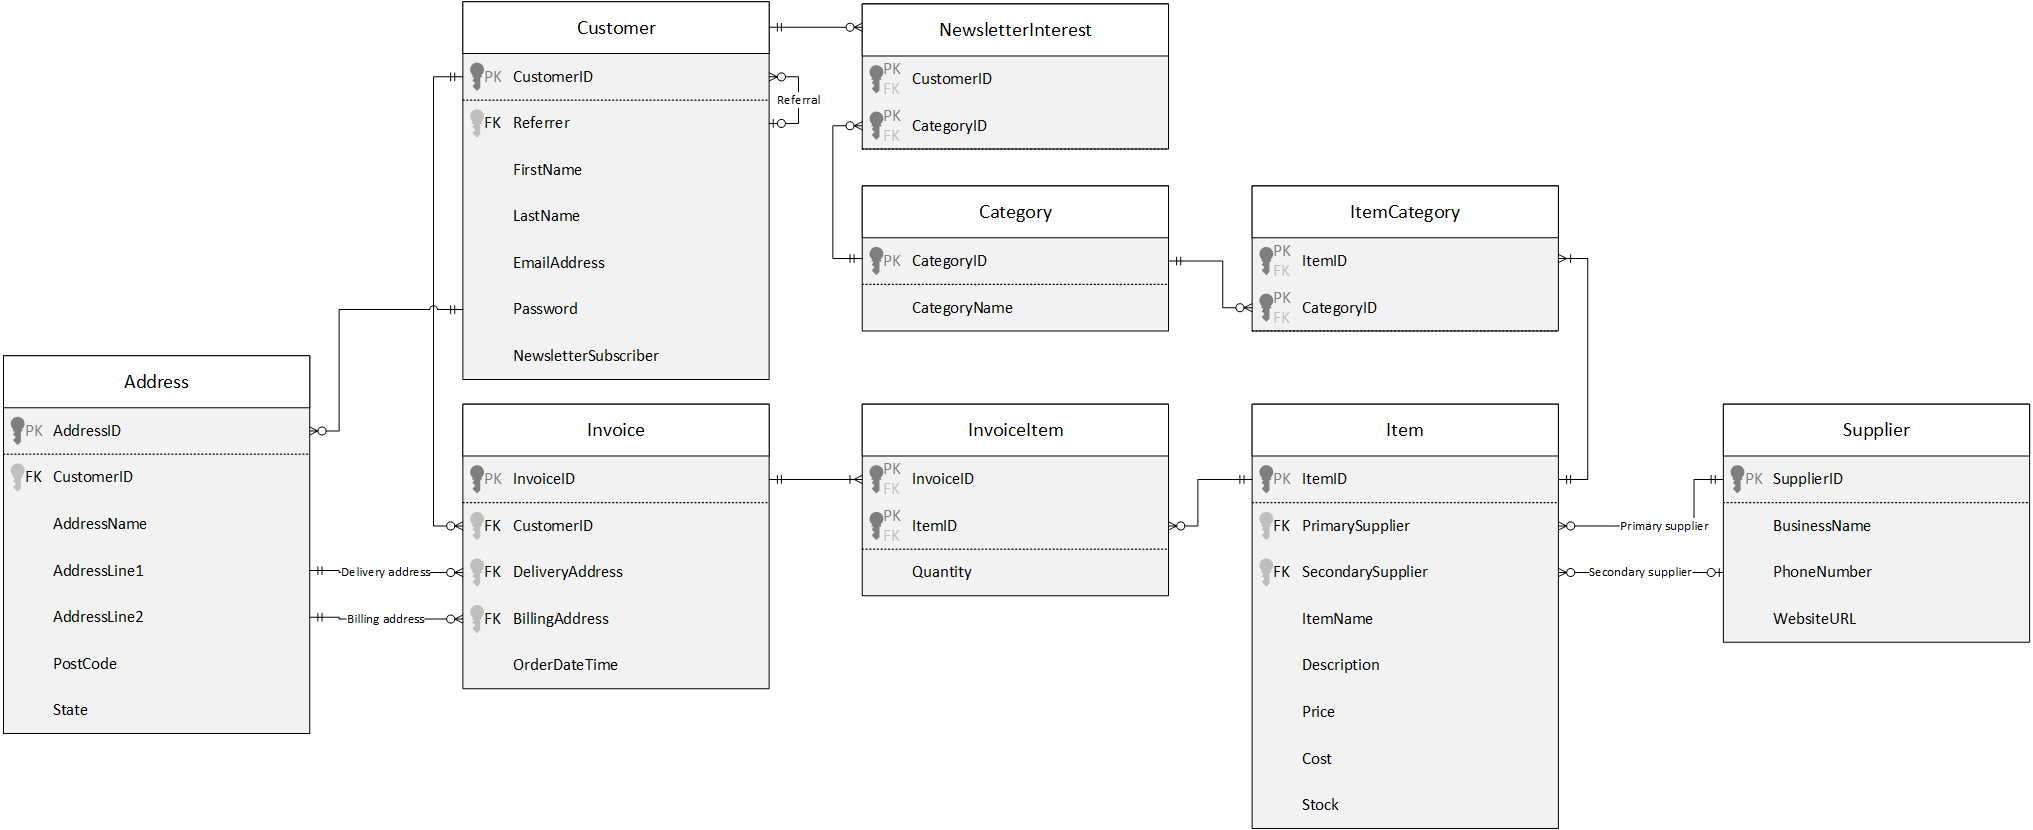 Customer
PK CustomerID
FK Referrer
FirstName
LastName
EmailAddress
Password
NewsletterSubscriber
Referral
NewsletterInterest
PK
FK
CustomerID
PK
FK
CategoryID
Category
PK CategoryID
CategoryName
ItemCategory
PK
FK
ItemID
PK
FK
CategoryID
Address
PK AddressID
FK CustomerID
AddressName
AddressLine1
AddressLine2
PostCode
State
Delivery address
Billing address
Invoice
PK InvoiceID
FK CustomerID
FK DeliveryAddress
FK BillingAddress
OrderDateTime
InvoiceItem
PK
FK
InvoiceID
PK
FK
ItemID
Quantity
Item
PK ItemID
FK PrimarySupplier
FK SecondarySupplier
ItemName
Description
Price
Cost
Stock
Primary supplier
Secondary supplier
Supplier
PK SupplierID
BusinessName
PhoneNumber
WebsiteURL